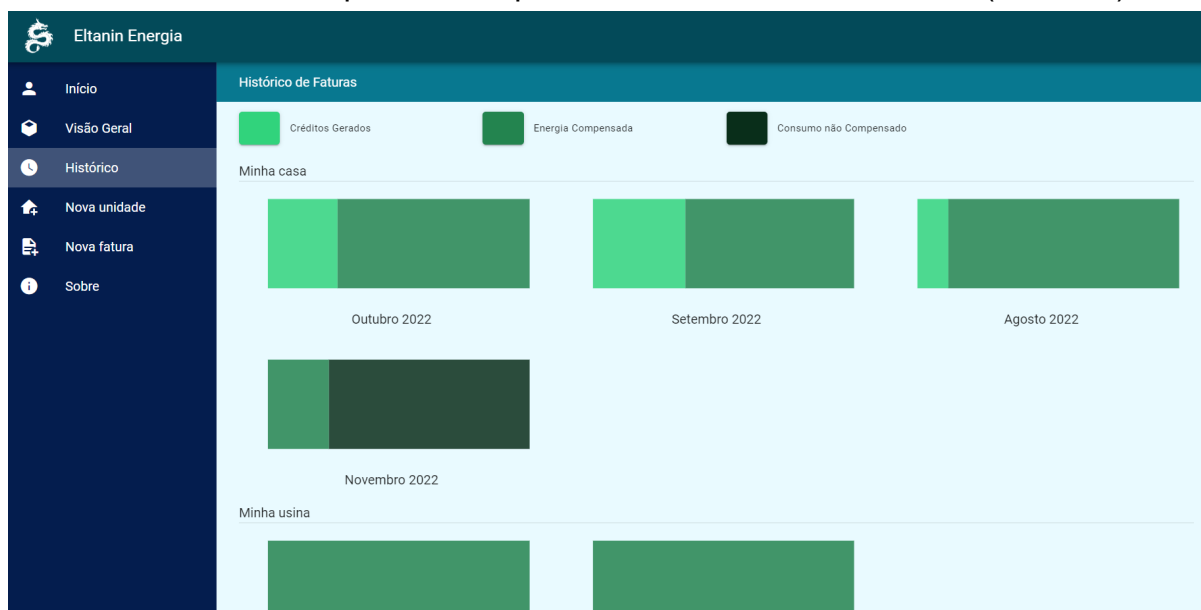 Eltanin Energia
Início
Visão Geral
Histórico
Nova unidade
Nova fatura
Sobre
Histórico de Faturas
Créditos Gerados
Energia Compensada
Consumo não Compensado
Minha casa
Outubro 2022
Setembro 2022
Agosto 2022
Novembro 2022
Minha usina